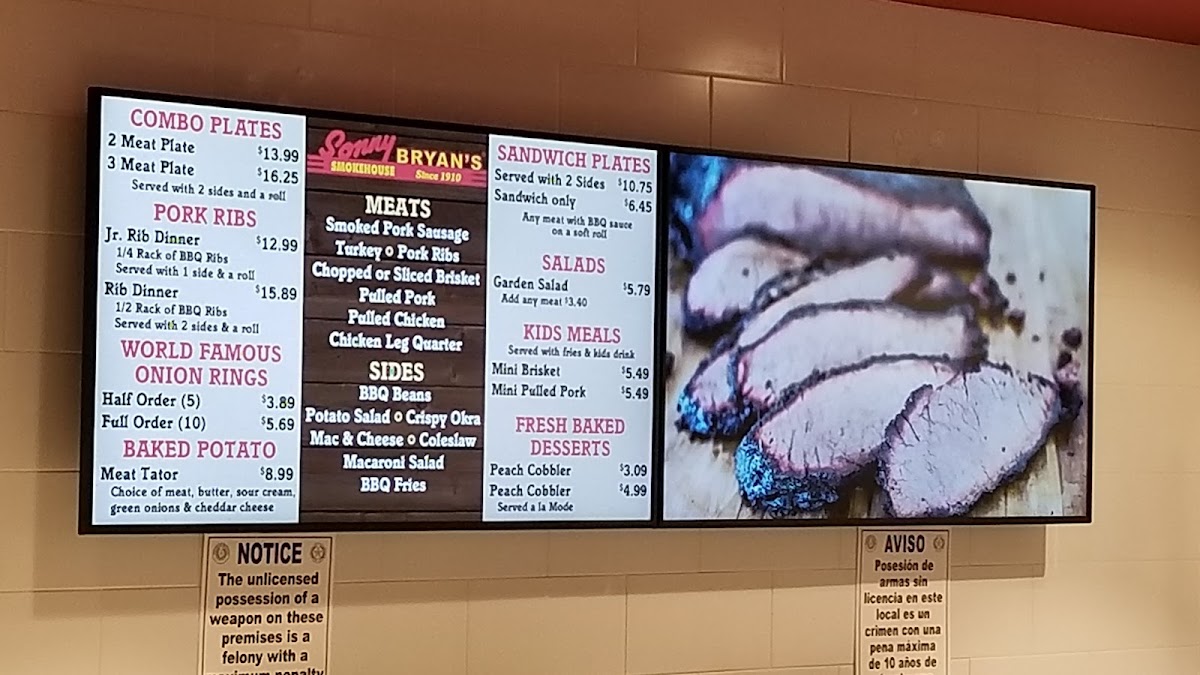 COMBO PLATES
2 Meat Plate $13.99
3 Meat Plate $16.25
Served with 2 sides and a roll
PORK RIBS
Jr. Rib Dinner $12.99
1/4 Rack of BBQ Ribs
Served with 1 side & a roll
Rib Dinner $15.89
1/2 Rack of BBQ Ribs
Served with 2 sides & a roll
WORLD FAMOUS
ONION RINGS
Half Order (5) $3.89
Full Order (10) $5.69
BAKED POTATO
Meat Tator $8.99
Choice of meat, butter, sour cream,
green onions & cheddar cheese
Sonny BRYAN'S
SMOKEHOUSE Since 1910
MEATS
Smoked Pork Sausage
Turkey o Pork Ribs
Chopped or Sliced Brisket
Pulled Pork
Pulled Chicken
Chicken Leg Quarter
SIDES
BBQ Beans
Potato Salad o Crispy Okra
Mac & Cheese o Coleslaw
Macaroni Salad
BBQ Fries
SANDWICH PLATES
Served with 2 Sides $10.75
Sandwich only $6.45
Any meat with BBQ sauce
on a soft roll
SALADS
Garden Salad $5.79
Add any meat $3.40
KIDS MEALS
Served with fries & kids drink
Mini Brisket $5.49
Mini Pulled Pork $5.49
FRESH BAKED
DESSERTS
Peach Cobbler $3.09
Peach Cobbler $4.99
Served a la Mode
NOTICE
The unlicensed
possession of a
weapon on these
premises is a
felony with a
maximum penalty
AVISO
Posesión de
armas sin
licencia en este
local es un
crimen con una
pena máxima
de 10 años de